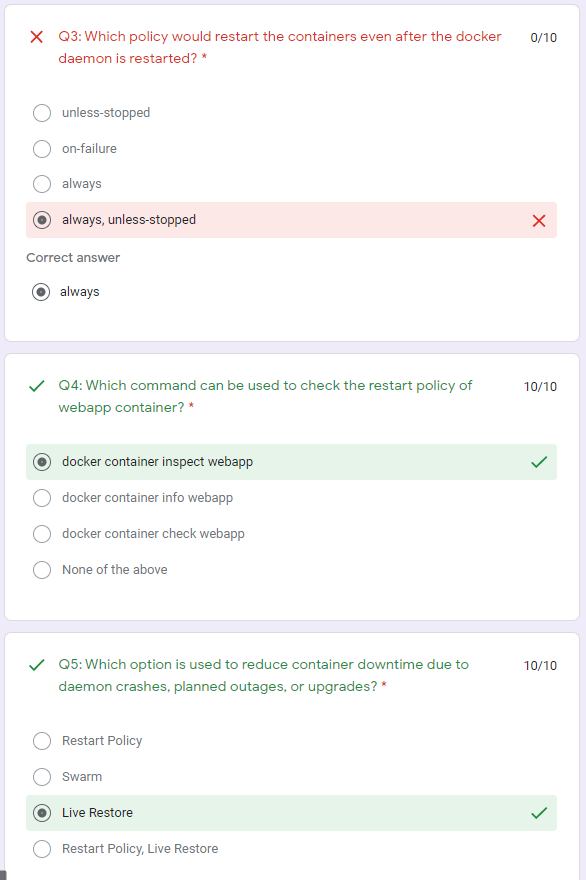 Q3: Which policy would restart the containers even after the docker
0/10
daemon is restarted? *
unless-stopped
on-failure
always
always, unless-stopped
Correct answer
always
Q4: Which command can be used to check the restart policy of
10/10
webapp container? *
docker container inspect webapp
docker container info webapp
docker container check webapp
None of the above
Q5: Which option is used to reduce container downtime due to
10/10
daemon crashes, planned outages, or upgrades? *
Restart Policy
Swarm
Live Restore
Restart Policy, Live Restore